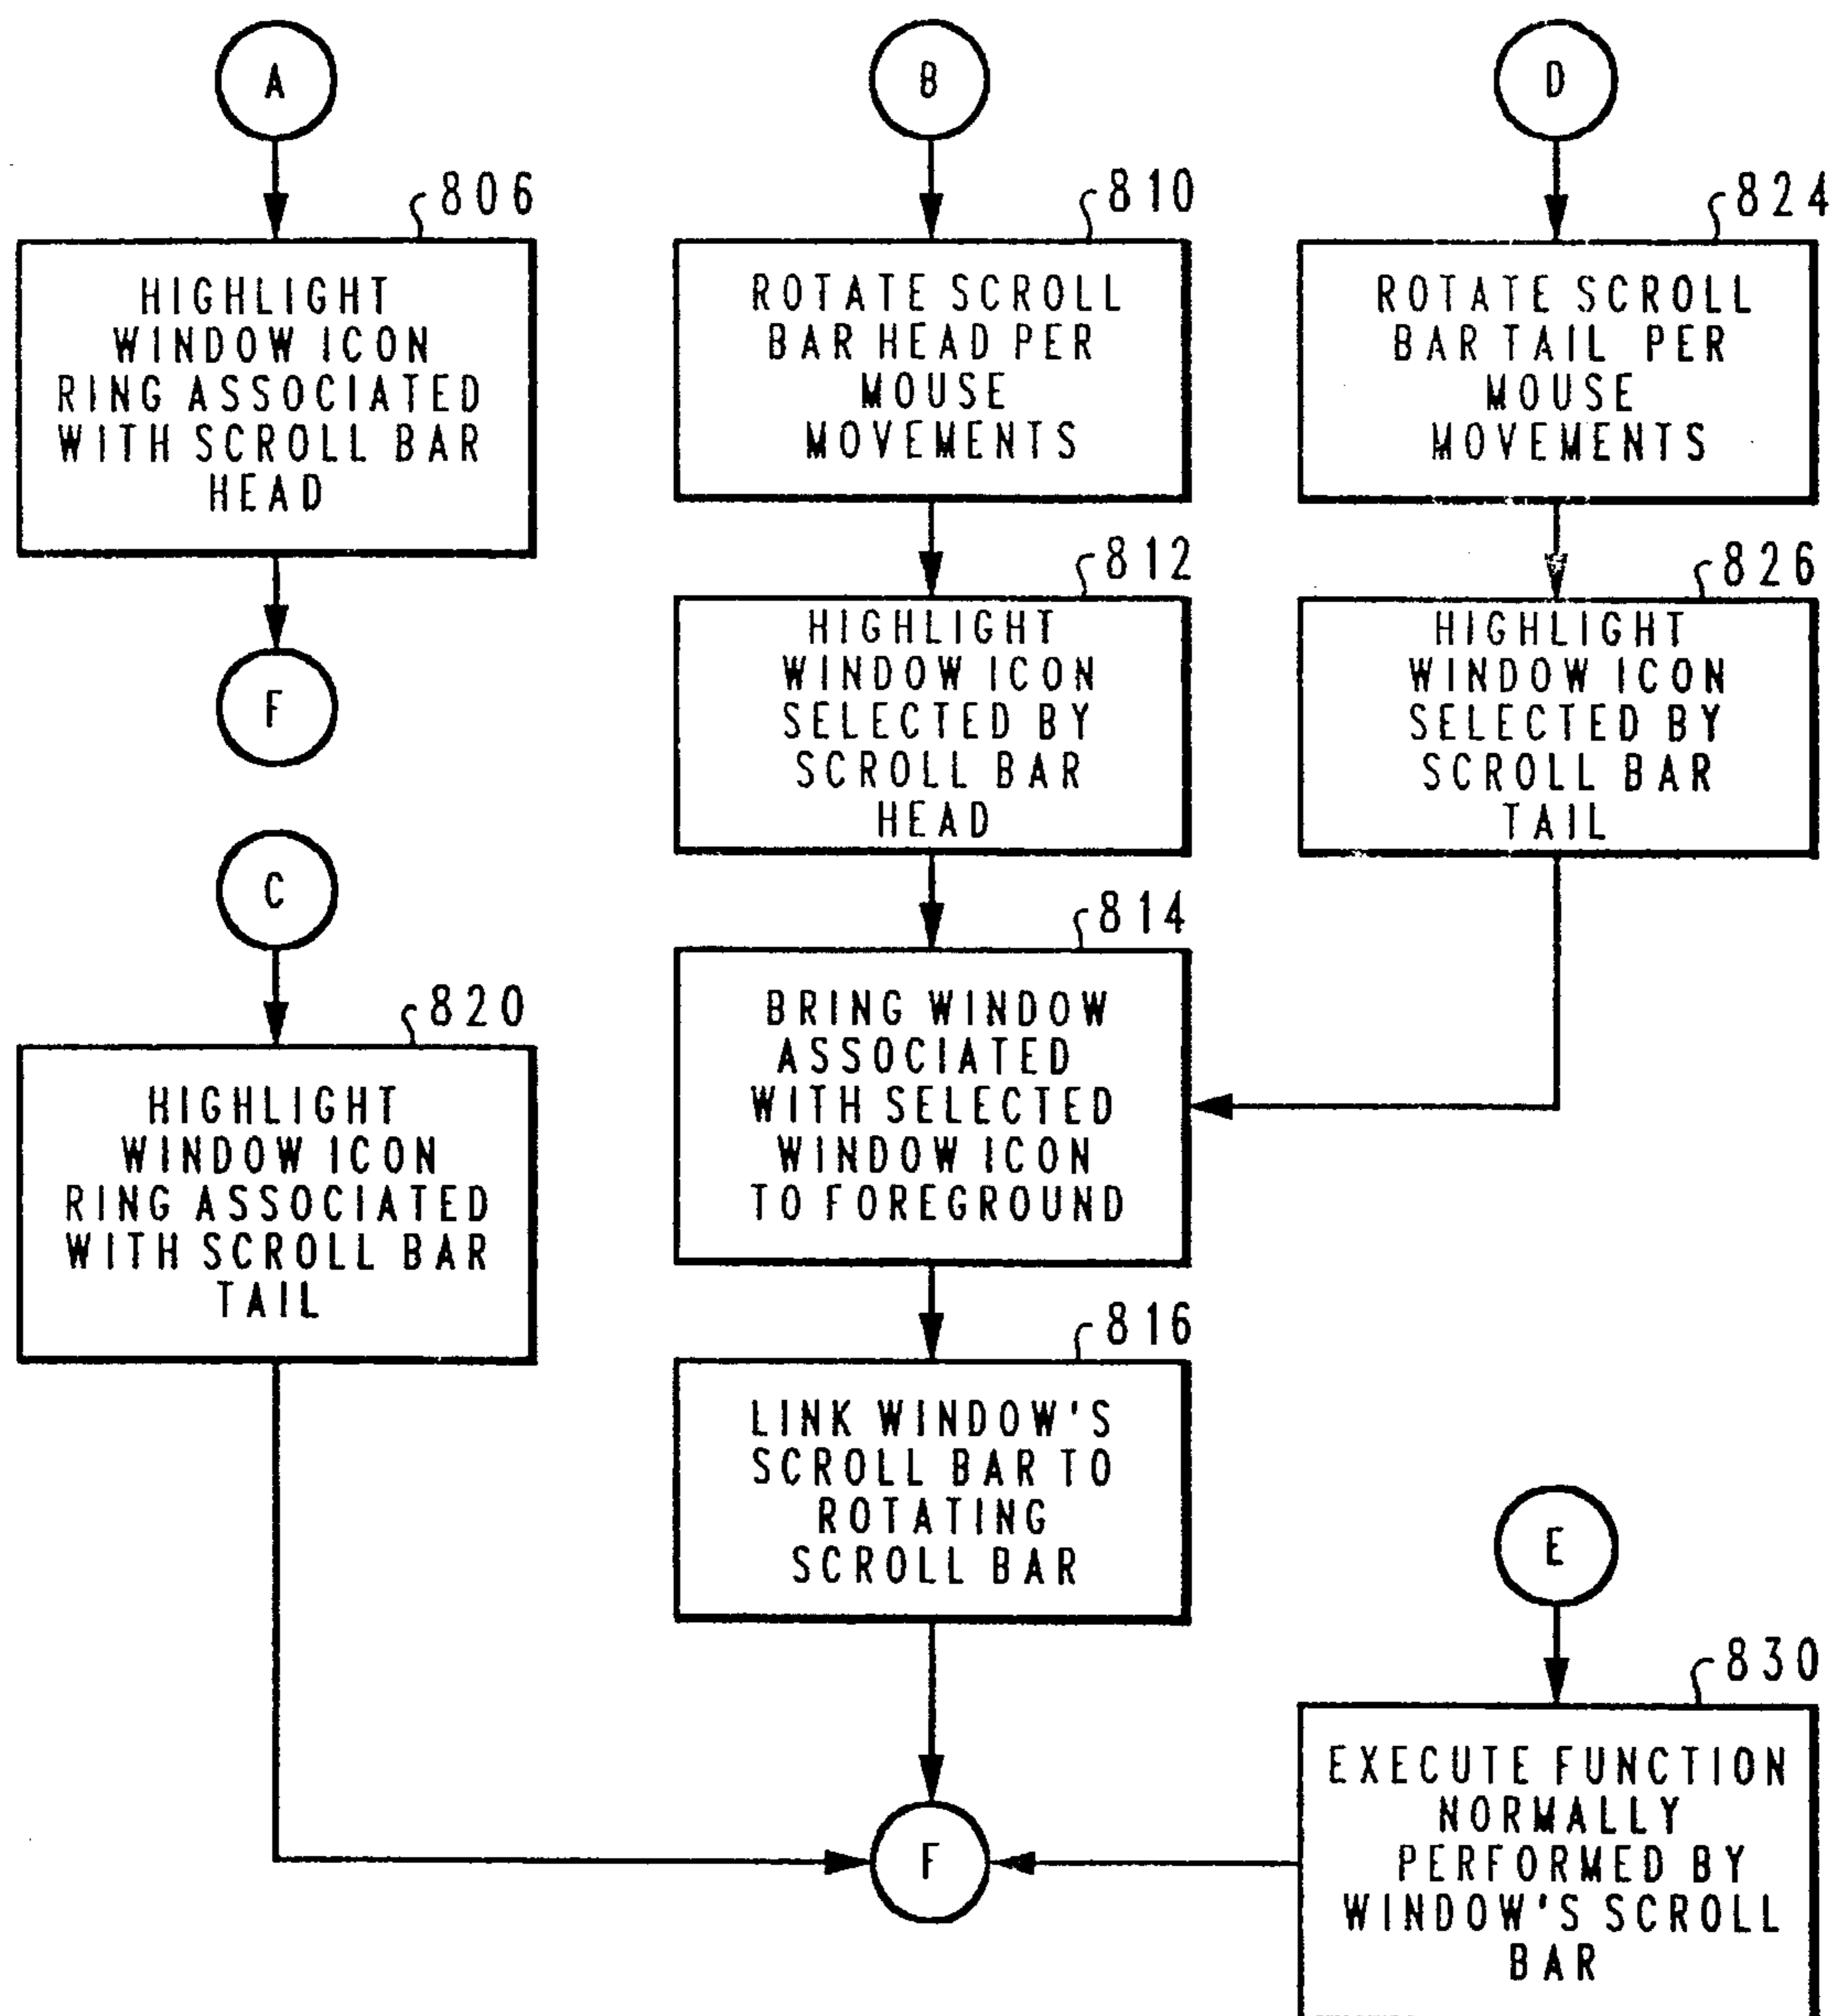 A
806
HIGHLIGHT
WINDOW ICON
RING ASSOCIATED
WITH SCROLL BAR
HEAD
F
C
820
HIGHLIGHT
WINDOW ICON
RING ASSOCIATED
WITH SCROLL BAR
TAIL
B
810
ROTATE SCROLL
BAR HEAD PER
MOUSE
MOVEMENTS
812
HIGHLIGHT
WINDOW ICON
SELECTED BY
SCROLL BAR
HEAD
814
BRING WINDOW
ASSOCIATED
WITH SELECTED
WINDOW ICON
TO FOREGROUND
816
LINK WINDOW'S
SCROLL BAR TO
ROTATING
SCROLL BAR
F
D
824
ROTATE SCROLL
BAR TAIL PER
MOUSE
MOVEMENTS
826
HIGHLIGHT
WINDOW ICON
SELECTED BY
SCROLL BAR
TAIL
E
830
EXECUTE FUNCTION
NORMALLY
PERFORMED BY
WINDOW'S SCROLL
BAR